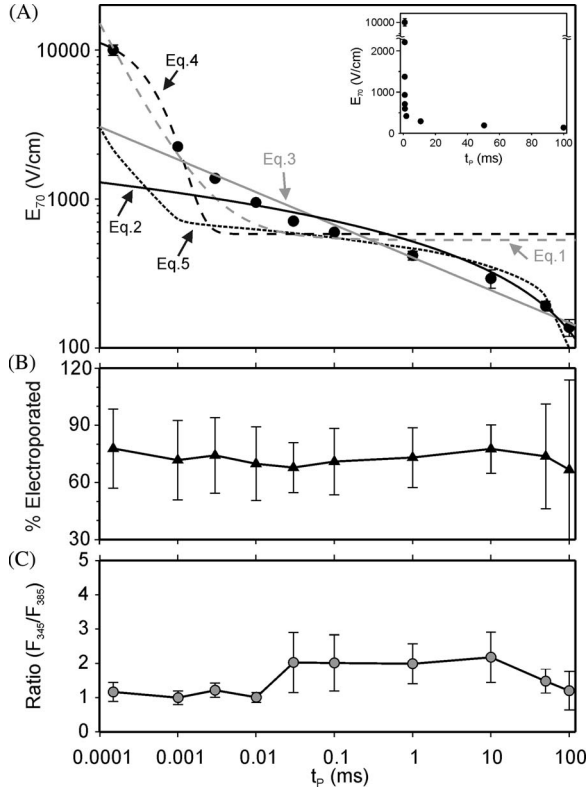 (A)
10000
1000
100
E70 (V/cm)
Eq.4
Eq.3
Eq.2
Eq.5
Eq.1
10000
2000
1000
0
E70 (V/cm)
0 20 40 60 80 100
tP (ms)
(B)
120
90
60
30
% Electroporated
(C)
5
4
3
2
1
0
Ratio (F345/F385)
0.0001 0.001 0.01 0.1 1 10 100
tP (ms)